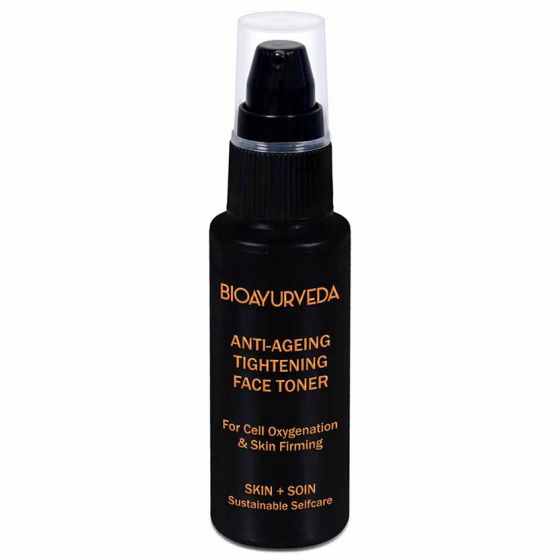 BIOAYURVEDA
ANTI-AGEING
TIGHTENING
FACE TONER
For Cell Oxygenation
& Skin Firming
SKIN + SOIN
Sustainable Selfcare